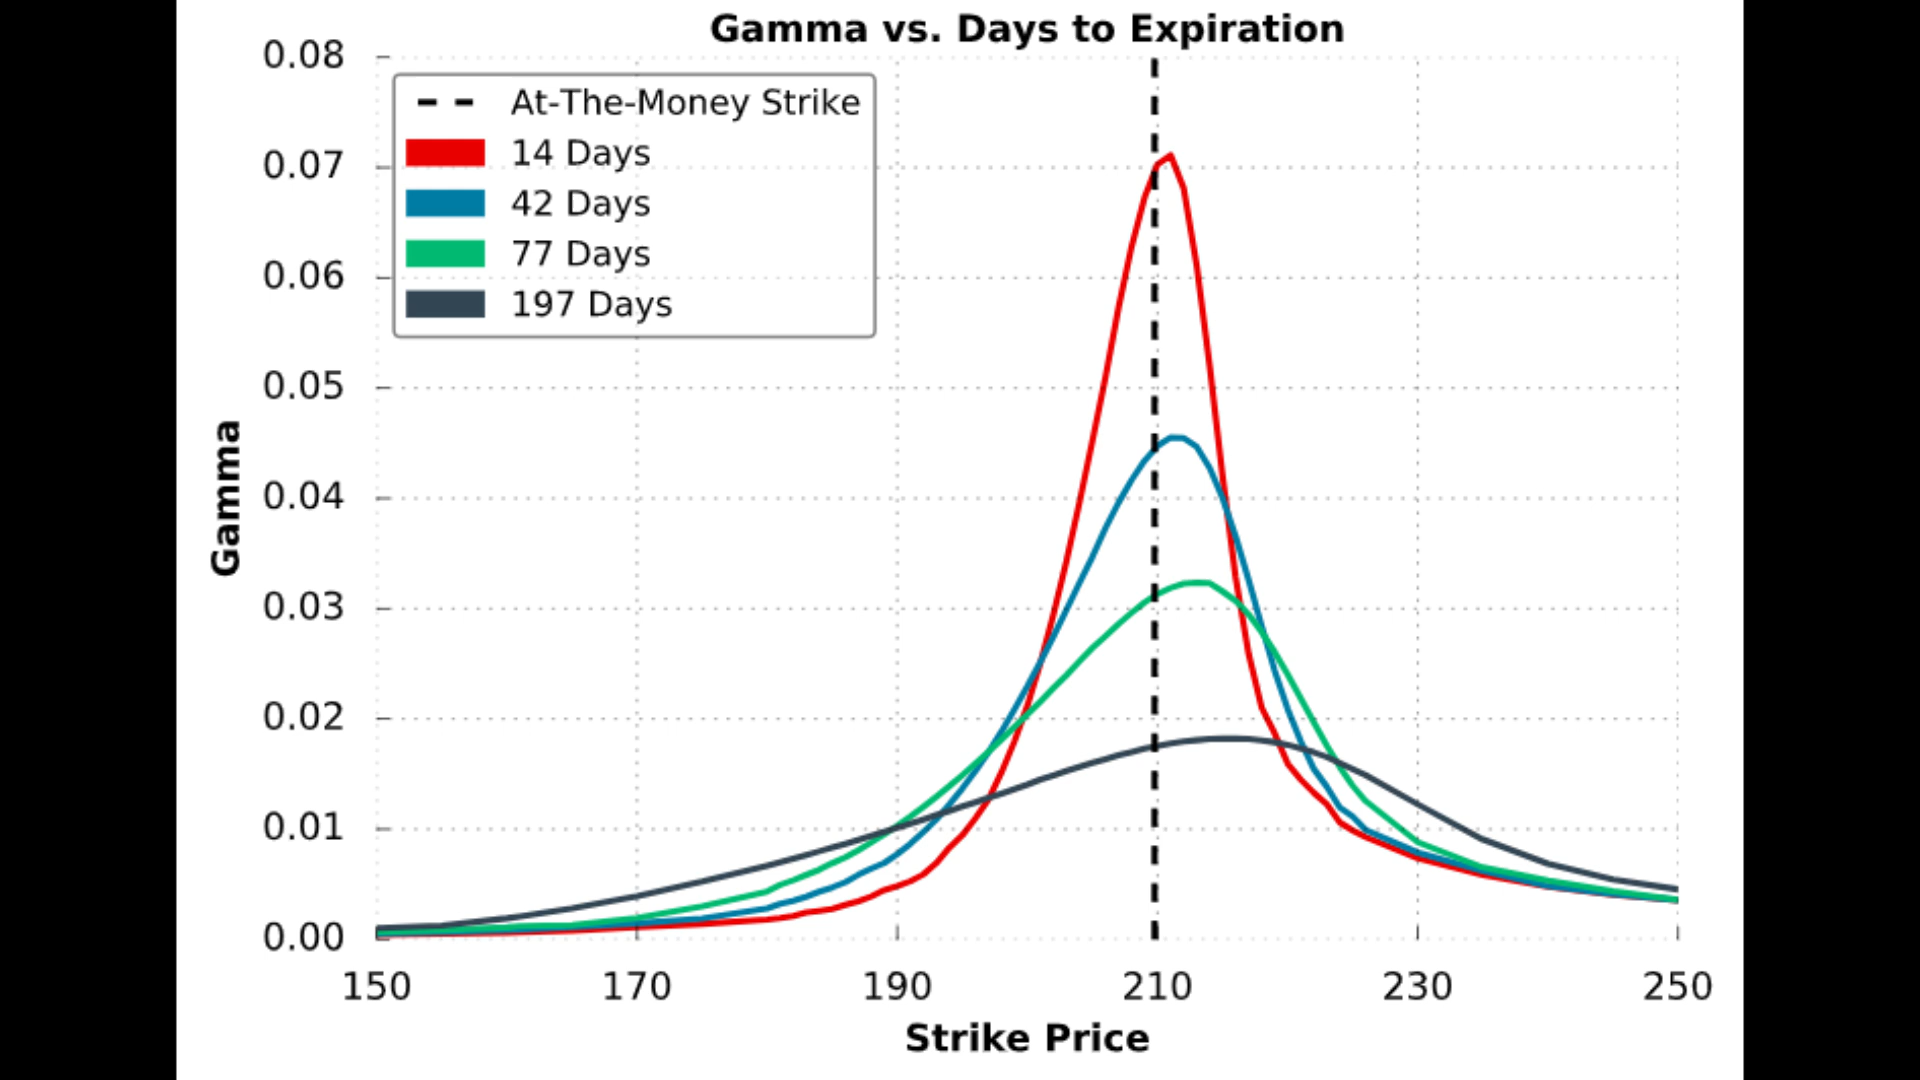 Gamma vs. Days to Expiration
0.08
0.07
0.06
0.05
0.04
0.03
0.02
0.01
0.00
Gamma
At-The-Money Strike
14 Days
42 Days
77 Days
197 Days
150 170 190 210 230 250
Strike Price